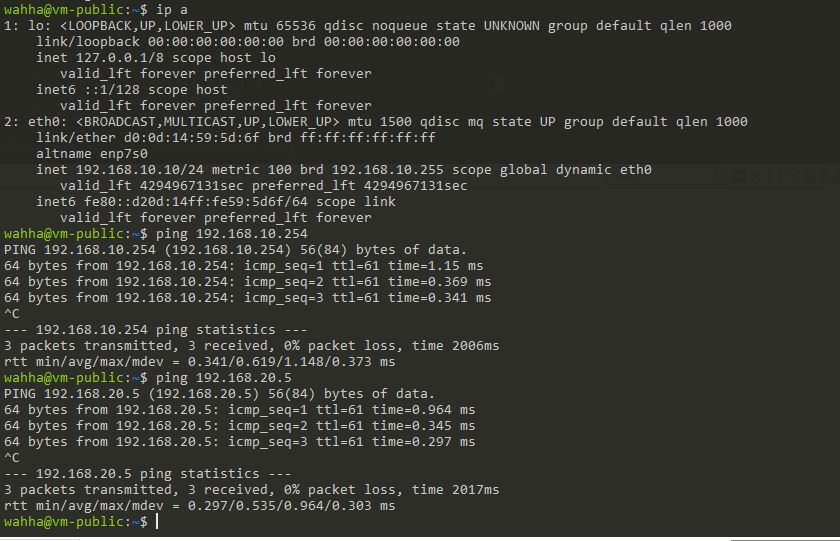 wahha@vm-public:~$ ip a
1: lo: <LOOPBACK,UP,LOWER_UP> mtu 65536 qdisc noqueue state UNKNOWN group default qlen 1000
    link/loopback 00:00:00:00:00:00 brd 00:00:00:00:00:00
    inet 127.0.0.1/8 scope host lo
       valid_lft forever preferred_lft forever
    inet6 ::1/128 scope host
       valid_lft forever preferred_lft forever
2: eth0: <BROADCAST,MULTICAST,UP,LOWER_UP> mtu 1500 qdisc mq state UP group default qlen 1000
    link/ether d0:0d:14:59:5d:6f brd ff:ff:ff:ff:ff:ff
    altname enp7s0
    inet 192.168.10.10/24 metric 100 brd 192.168.10.255 scope global dynamic eth0
       valid_lft 4294967131sec preferred_lft 4294967131sec
    inet6 fe80::d20d:14ff:fe59:5d6f/64 scope link
       valid_lft forever preferred_lft forever
wahha@vm-public:~$ ping 192.168.10.254
PING 192.168.10.254 (192.168.10.254) 56(84) bytes of data.
64 bytes from 192.168.10.254: icmp_seq=1 ttl=61 time=1.15 ms
64 bytes from 192.168.10.254: icmp_seq=2 ttl=61 time=0.369 ms
64 bytes from 192.168.10.254: icmp_seq=3 ttl=61 time=0.341 ms
^C
--- 192.168.10.254 ping statistics ---
3 packets transmitted, 3 received, 0% packet loss, time 2006ms
rtt min/avg/max/mdev = 0.341/0.619/1.148/0.373 ms
wahha@vm-public:~$ ping 192.168.20.5
PING 192.168.20.5 (192.168.20.5) 56(84) bytes of data.
64 bytes from 192.168.20.5: icmp_seq=1 ttl=61 time=0.964 ms
64 bytes from 192.168.20.5: icmp_seq=2 ttl=61 time=0.345 ms
64 bytes from 192.168.20.5: icmp_seq=3 ttl=61 time=0.297 ms
^C
--- 192.168.20.5 ping statistics ---
3 packets transmitted, 3 received, 0% packet loss, time 2017ms
rtt min/avg/max/mdev = 0.297/0.535/0.964/0.303 ms
wahha@vm-public:~$